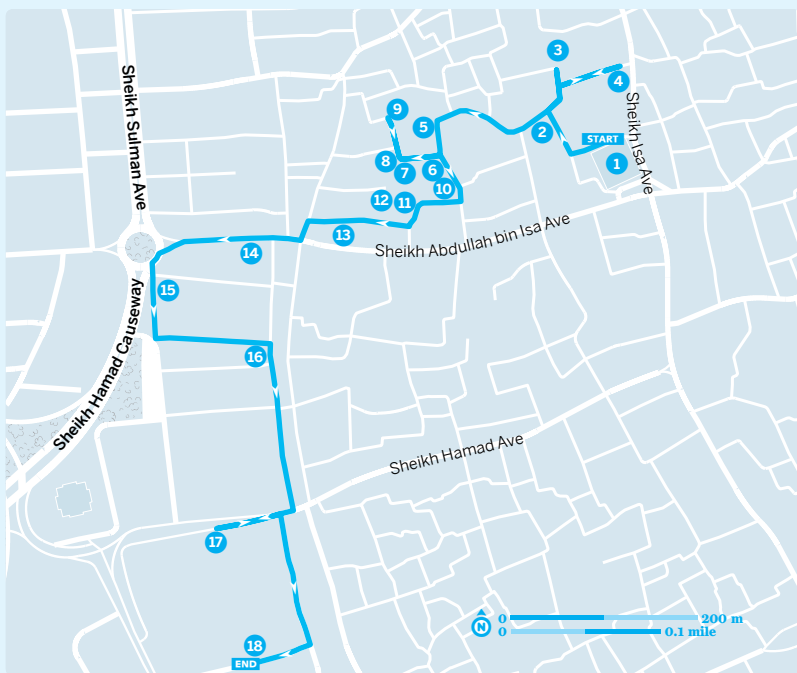 3
9
4
Sheikh Sulman Ave
5
Sheikh Isa Ave
2
START
1
8
7
6
10
12
11
13
Sheikh Abdullah bin Isa Ave
14
15
Sheikh Hamad Causeway
16
Sheikh Hamad Ave
17
N
0 200 m
0 0.1 mile
18
END